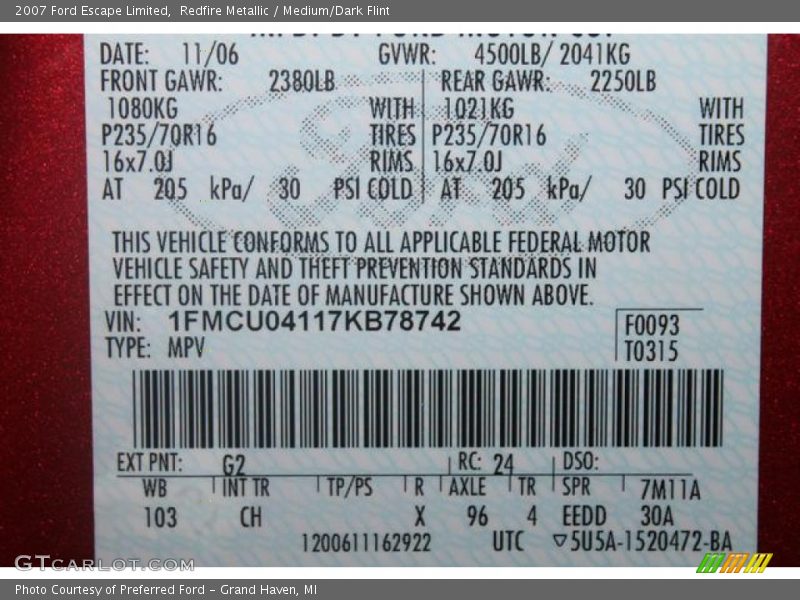 2007 Ford Escape Limited, Redfire Metallic / Medium/Dark Flint
DATE: 11/06 GVWR: 4500LB/ 2041KG
FRONT GAWR: 2380LB REAR GAWR: 2250LB
1080KG WITH 1021KG WITH
P235/70R16 TIRES P235/70R16 TIRES
16x7.0J RIMS 16x7.0J RIMS
AT 205 kPa/ 30 PSI COLD AT 205 kPa/ 30 PSI COLD
THIS VEHICLE CONFORMS TO ALL APPLICABLE FEDERAL MOTOR
VEHICLE SAFETY AND THEFT PREVENTION STANDARDS IN
EFFECT ON THE DATE OF MANUFACTURE SHOWN ABOVE.
VIN: 1FMCU04117KB78742 F0093
TYPE: MPV T0315
EXT PNT: G2 RC: 24 DSO:
WB INT TR TP/PS R AXLE TR SPR 7M11A
103 CH X 96 4 EEDD 30A
1200611162922 UTC ▽5U5A-1520472-BA
GTCARLOT.COM
Photo Courtesy of Preferred Ford - Grand Haven, MI